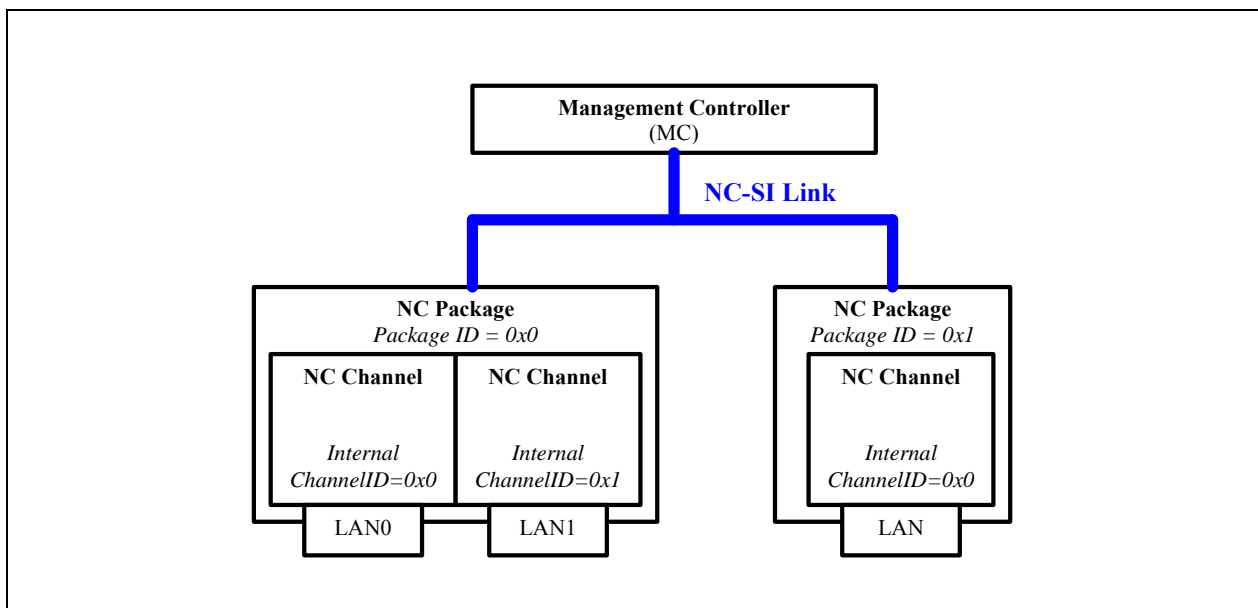 Management Controller
(MC)
NC-SI Link
NC Package
Package ID = 0x0
NC Channel
Internal
ChannelID=0x0
NC Channel
Internal
ChannelID=0x1
LAN0
LAN1
NC Package
Package ID = 0x1
NC Channel
Internal
ChannelID=0x0
LAN